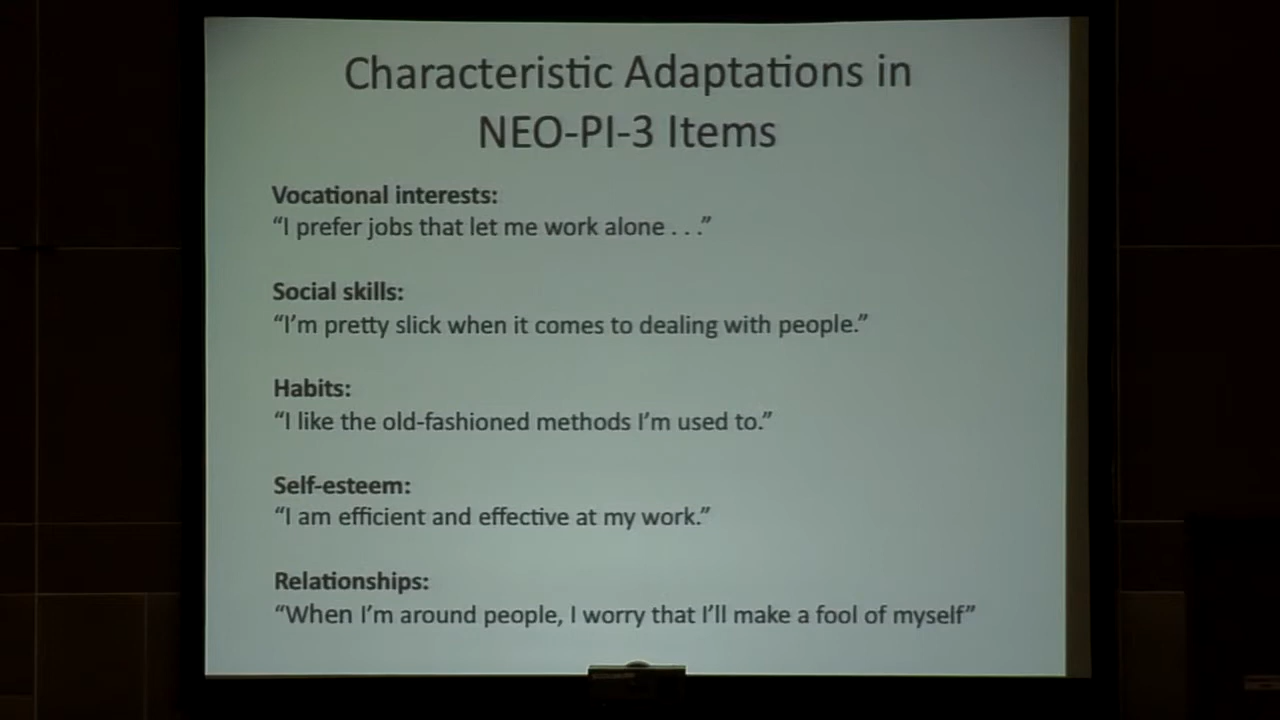 Characteristic Adaptations in
NEO-PI-3 Items
Vocational interests:
“I prefer jobs that let me work alone . . .”
Social skills:
“I’m pretty slick when it comes to dealing with people.”
Habits:
“I like the old-fashioned methods I’m used to.”
Self-esteem:
“I am efficient and effective at my work.”
Relationships:
“When I’m around people, I worry that I’ll make a fool of myself”